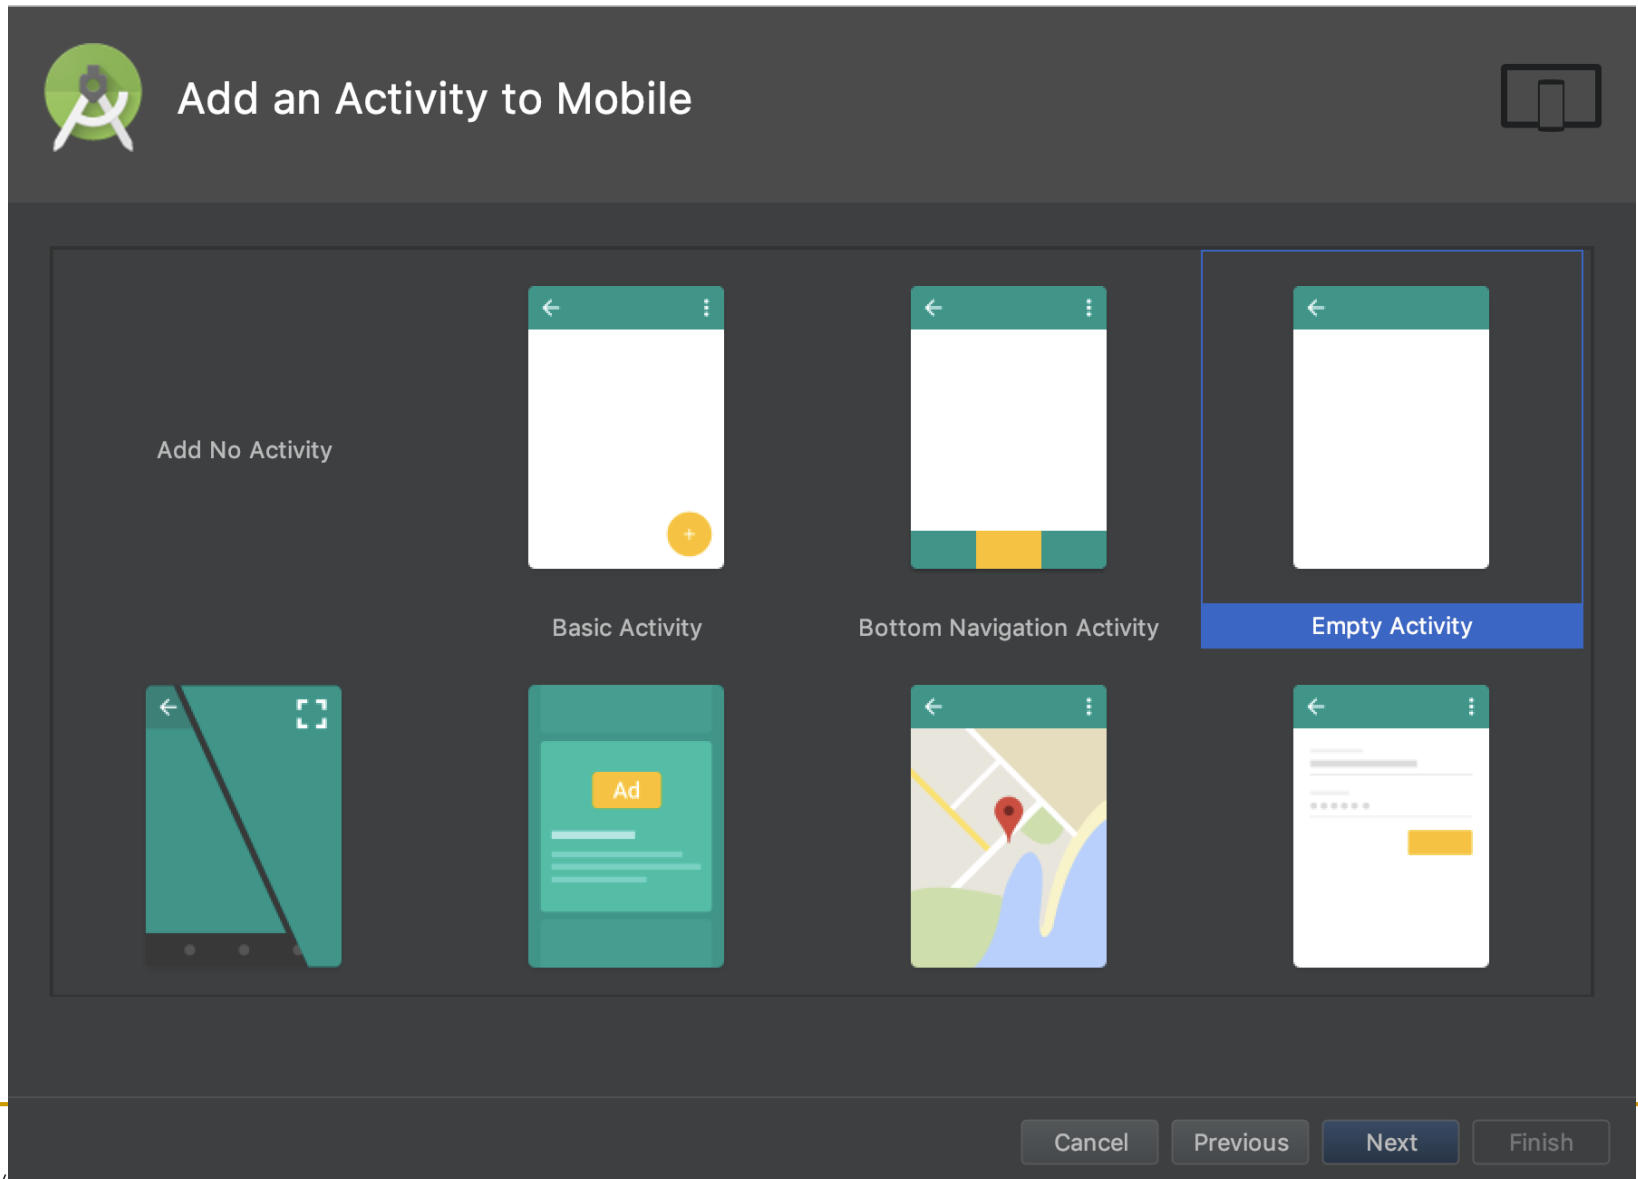 Add an Activity to Mobile
Add No Activity
Basic Activity
Bottom Navigation Activity
Empty Activity
Ad
Cancel
Previous
Next
Finish